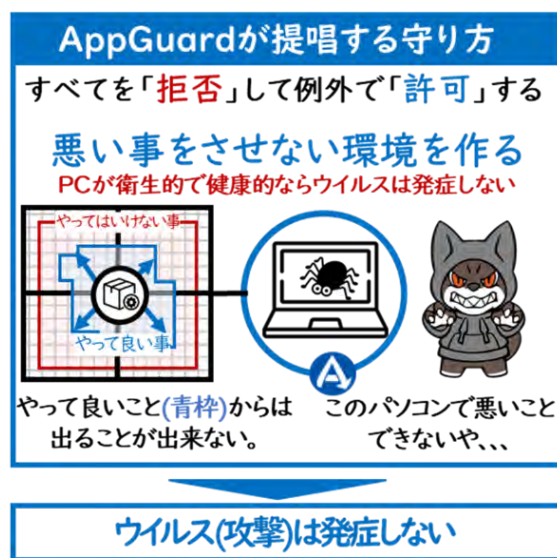 AppGuardが提唱する守り方
すべてを「拒否」して例外で「許可」する
悪い事をさせない環境を作る
PCが衛生的で健康的ならウイルスは発症しない
やってはいけない事
やって良い事
やって良いこと(青枠)からは
出ることが出来ない。
このパソコンで悪いこと
できないや、、、
ウイルス(攻撃)は発症しない